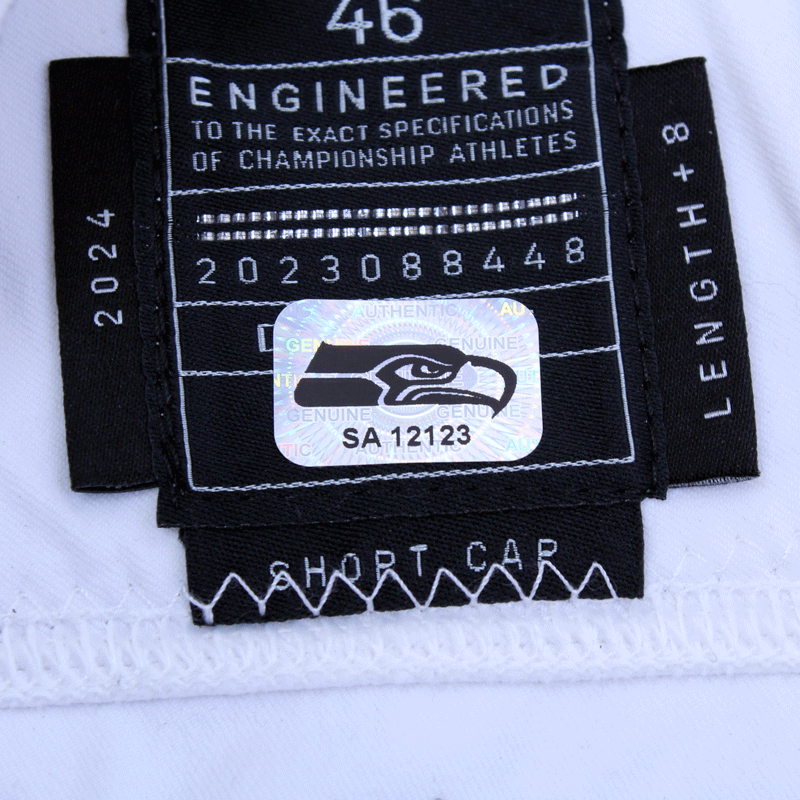 46
ENGINEERED
TO THE EXACT SPECIFICATIONS
OF CHAMPIONSHIP ATHLETES
2023088448
2024
LENGTH + 8
AUTHENTIC
GENUINE
GENUINE GENUINE
SA 12123
AUTHENTIC
SHORT CAP